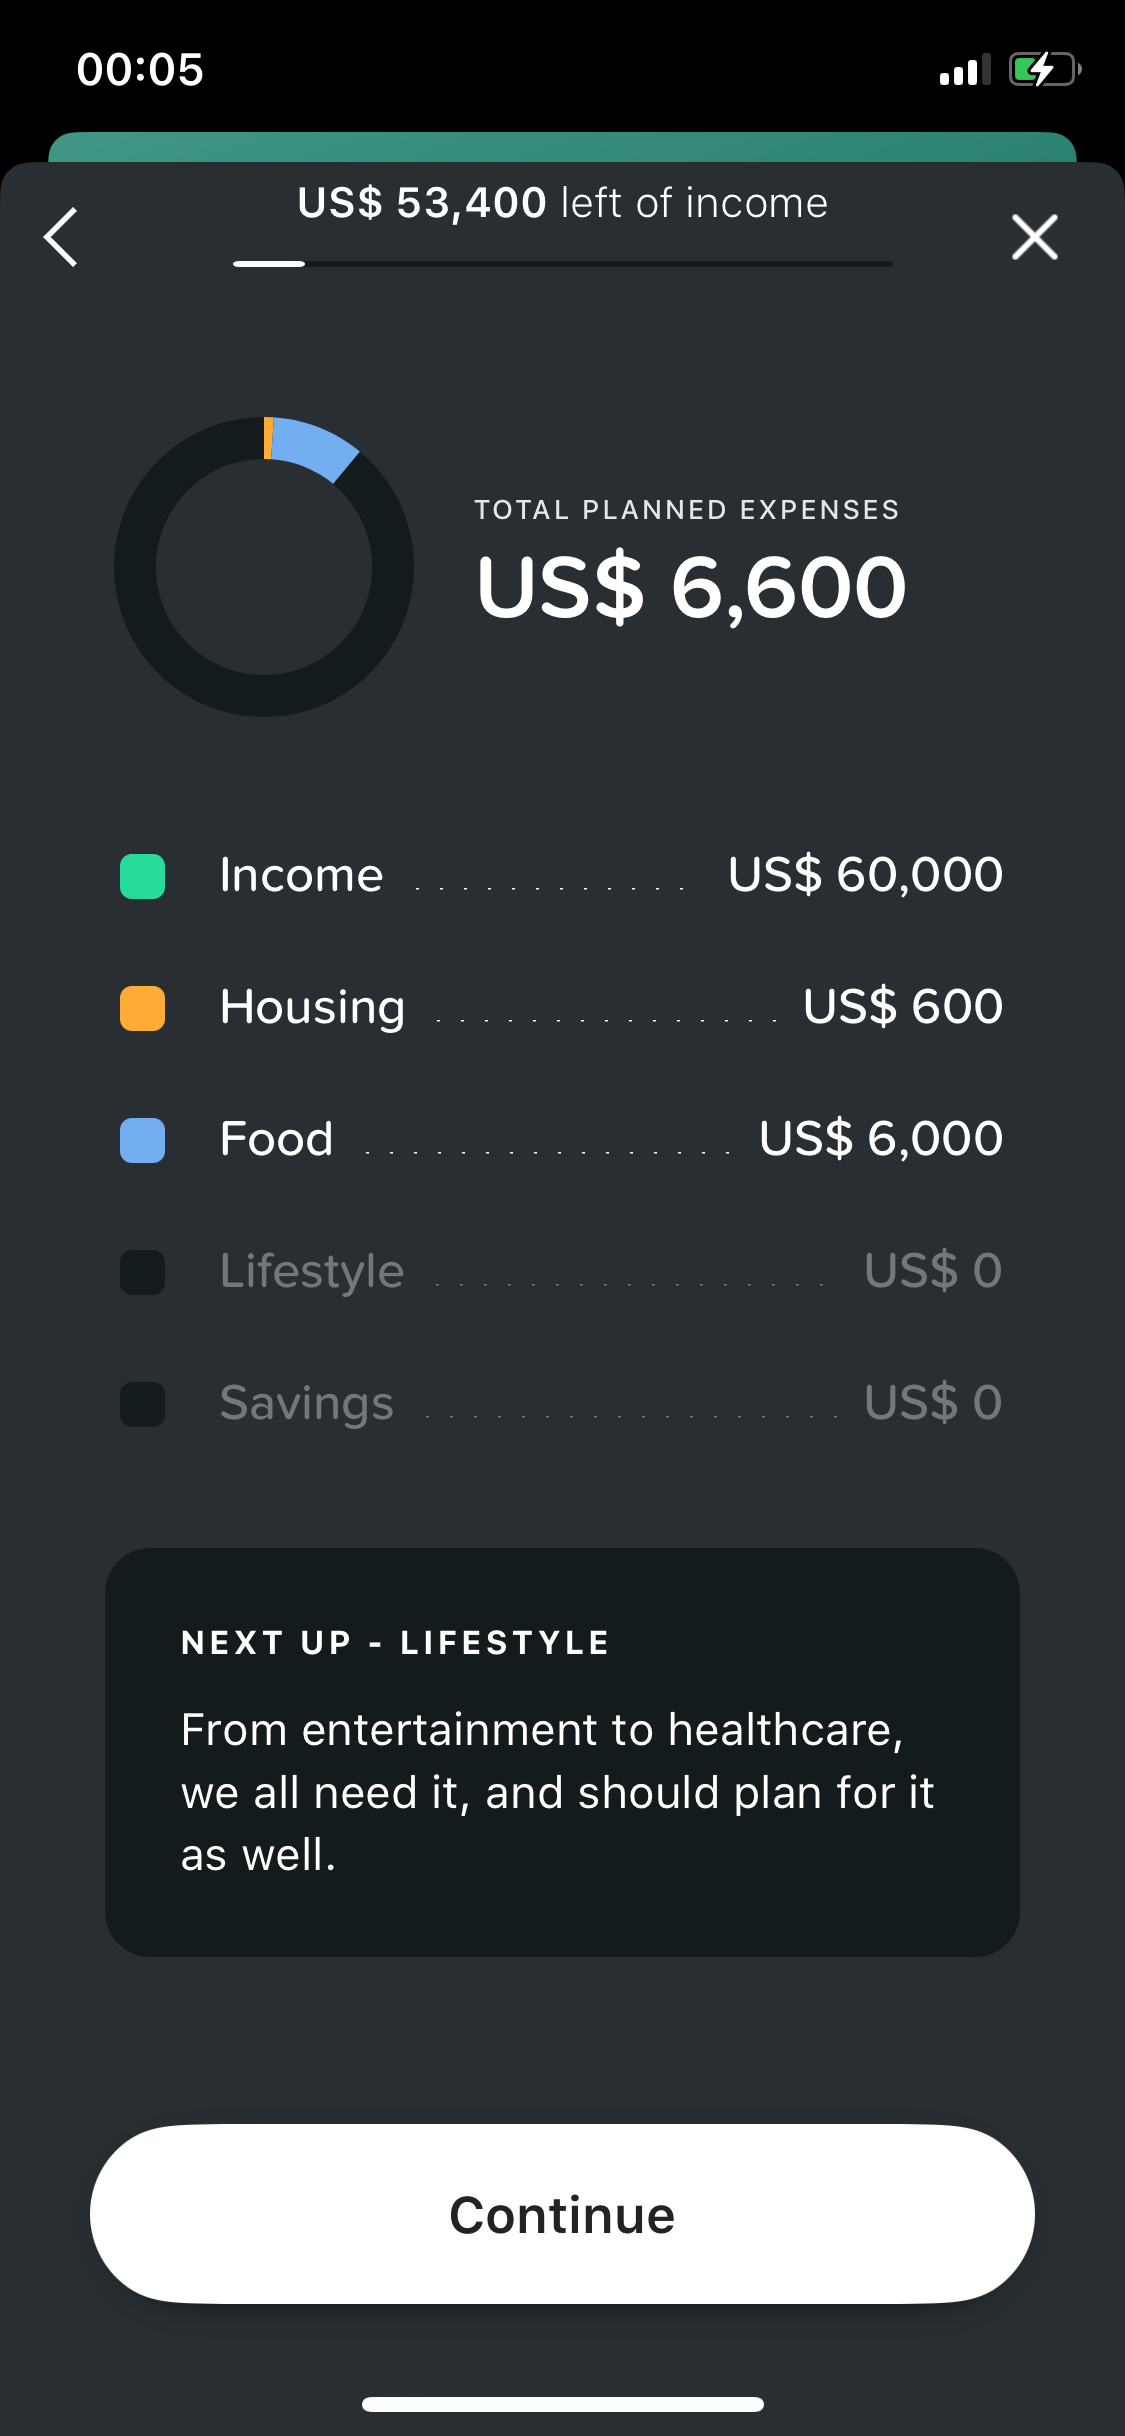 00:05
US$ 53,400 left of income
TOTAL PLANNED EXPENSES
US$ 6,600
Income . . . . . . . . . . . . US$ 60,000
Housing . . . . . . . . . . . . . . . US$ 600
Food . . . . . . . . . . . . . . . . US$ 6,000
Lifestyle . . . . . . . . . . . . . . . . . US$ 0
Savings . . . . . . . . . . . . . . . . . . US$ 0
NEXT UP - LIFESTYLE
From entertainment to healthcare,
we all need it, and should plan for it
as well.
Continue